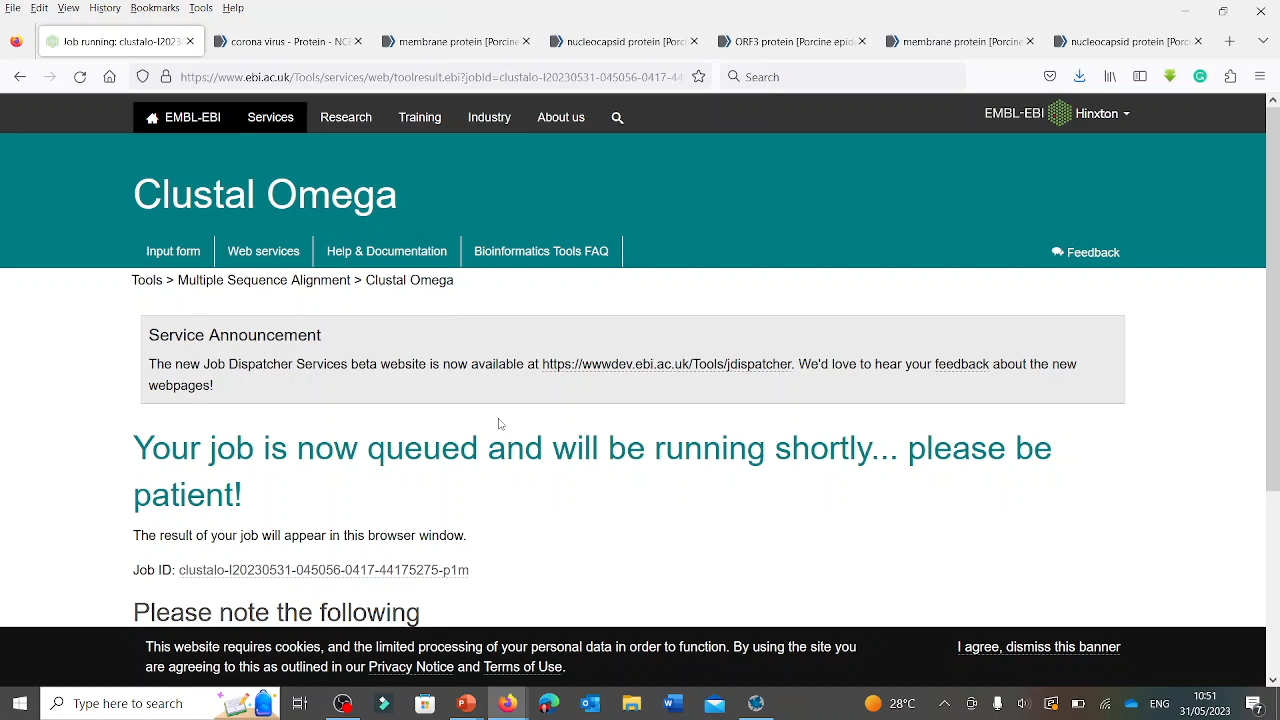 File Edit View History Bookmarks Tools Help
Job running: clustalo-I2023 corona virus - Protein - NCB membrane protein [Porcine nucleocapsid protein [Porcine ORF3 protein [Porcine epid. membrane protein [Porcine nucleocapsid protein [Porcine
https://www.ebi.ac.uk/Tools/services/web/toolresult.ebi?jobId=clustalo-I20230531-045056-0417-44 Search
EMBL-EBI Services Research Training Industry About us EMBL-EBI Hinxton
Clustal Omega
Input form Web services Help & Documentation Bioinformatics Tools FAQ Feedback
Tools > Multiple Sequence Alignment > Clustal Omega
Service Announcement
The new Job Dispatcher Services beta website is now available at https://wwwdev.ebi.ac.uk/Tools/jdispatcher. We'd love to hear your feedback about the new
webpages!
Your job is now queued and will be running shortly... please be
patient!
The result of your job will appear in this browser window.
Job ID: clustalo-I20230531-045056-0417-44175275-p1m
Please note the following
This website requires cookies, and the limited processing of your personal data in order to function. By using the site you
are agreeing to this as outlined in our Privacy Notice and Terms of Use.
I agree, dismiss this banner
Type here to search 28°C 10:51
31/05/2023